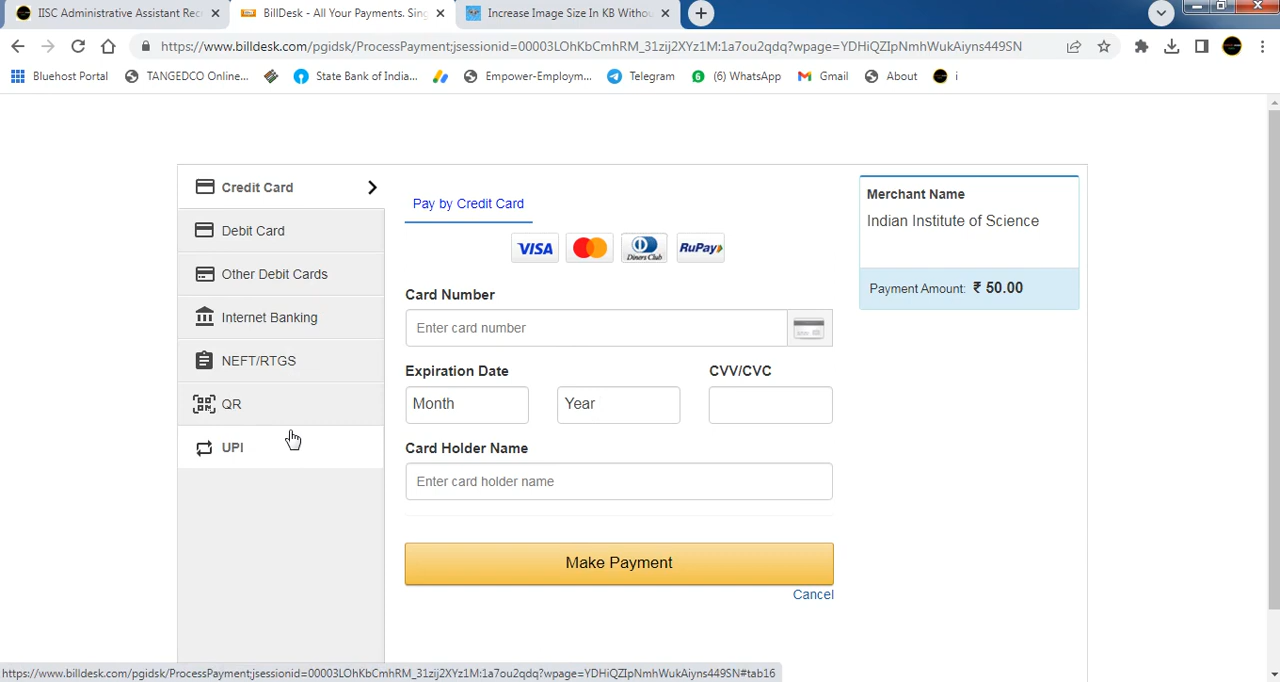 IISC Administrative Assistant Rec
BillDesk - All Your Payments. Sing
Increase Image Size In KB Withou
https://www.billdesk.com/pgidsk/ProcessPayment;jsessionid=00003LOhKbCmhRM_31zij2XYz1M:1a7ou2qdq?wpage=YDHiQZIpNmhWukAiyns449SN
Bluehost Portal
TANGEDCO Online...
State Bank of India...
Empower-Employm...
Telegram
6
(6) WhatsApp
Gmail
About
i
Credit Card
Debit Card
Other Debit Cards
Internet Banking
NEFT/RTGS
QR
UPI
Pay by Credit Card
VISA
Diners Club
RuPay
Card Number
Enter card number
Expiration Date
CVV/CVC
Month
Year
Card Holder Name
Enter card holder name
Make Payment
Cancel
Merchant Name
Indian Institute of Science
Payment Amount: ₹ 50.00
https://www.billdesk.com/pgidsk/ProcessPayment;jsessionid=00003LOhKbCmhRM_31zij2XYz1M:1a7ou2qdq?wpage=YDHiQZIpNmhWukAiyns449SN#tab16